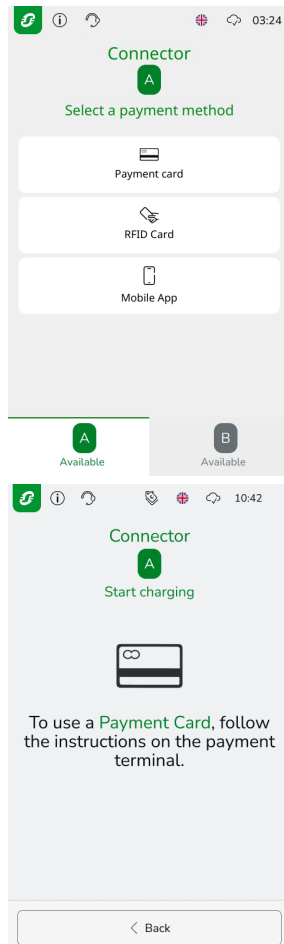 03:24
Connector
A
Select a payment method
Payment card
RFID Card
Mobile App
A
Available
B
Available
10:42
Connector
A
Start charging
To use a Payment Card, follow
the instructions on the payment
terminal.
Back